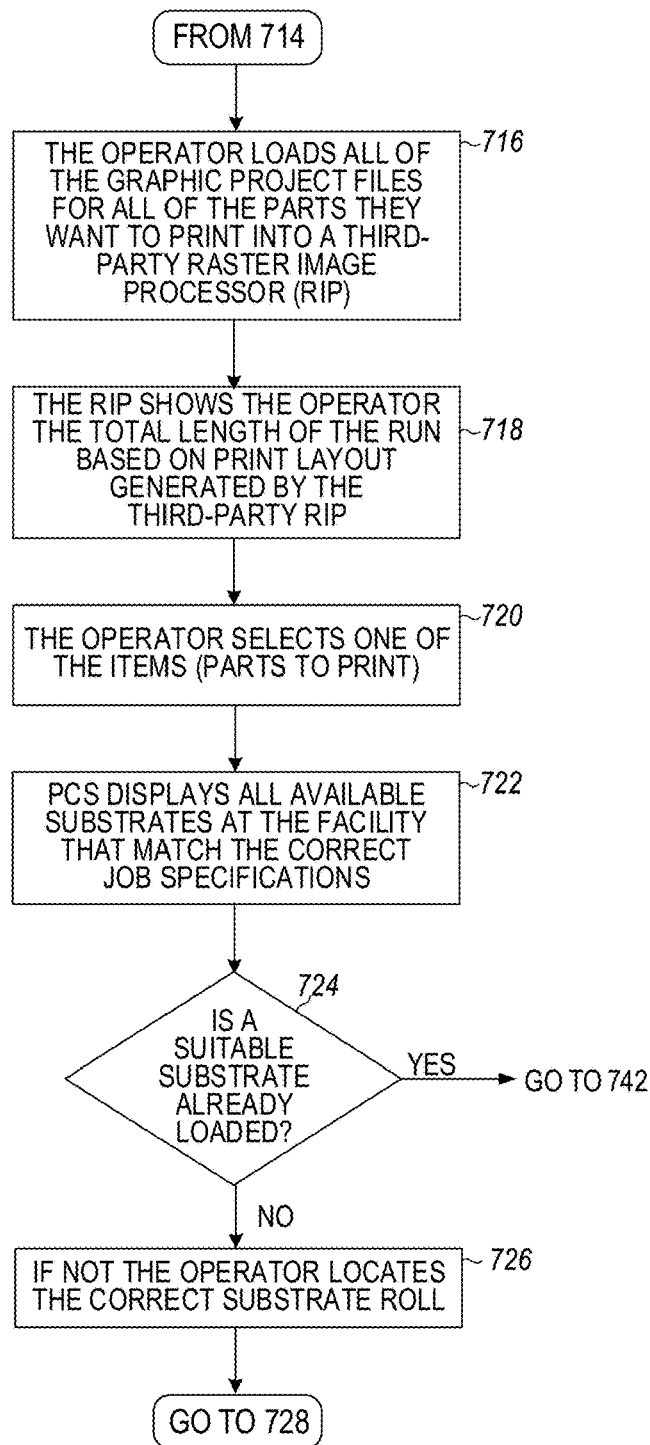 FROM 714
716
THE OPERATOR LOADS ALL OF
THE GRAPHIC PROJECT FILES
FOR ALL OF THE PARTS THEY
WANT TO PRINT INTO A THIRD-
PARTY RASTER IMAGE
PROCESSOR (RIP)
718
THE RIP SHOWS THE OPERATOR
THE TOTAL LENGTH OF THE RUN
BASED ON PRINT LAYOUT
GENERATED BY THE
THIRD-PARTY RIP
720
THE OPERATOR SELECTS ONE OF
THE ITEMS (PARTS TO PRINT)
722
PCS DISPLAYS ALL AVAILABLE
SUBSTRATES AT THE FACILITY
THAT MATCH THE CORRECT
JOB SPECIFICATIONS
724
IS A
SUITABLE
SUBSTRATE
ALREADY
LOADED?
YES
GO TO 742
NO
726
IF NOT THE OPERATOR LOCATES
THE CORRECT SUBSTRATE ROLL
GO TO 728